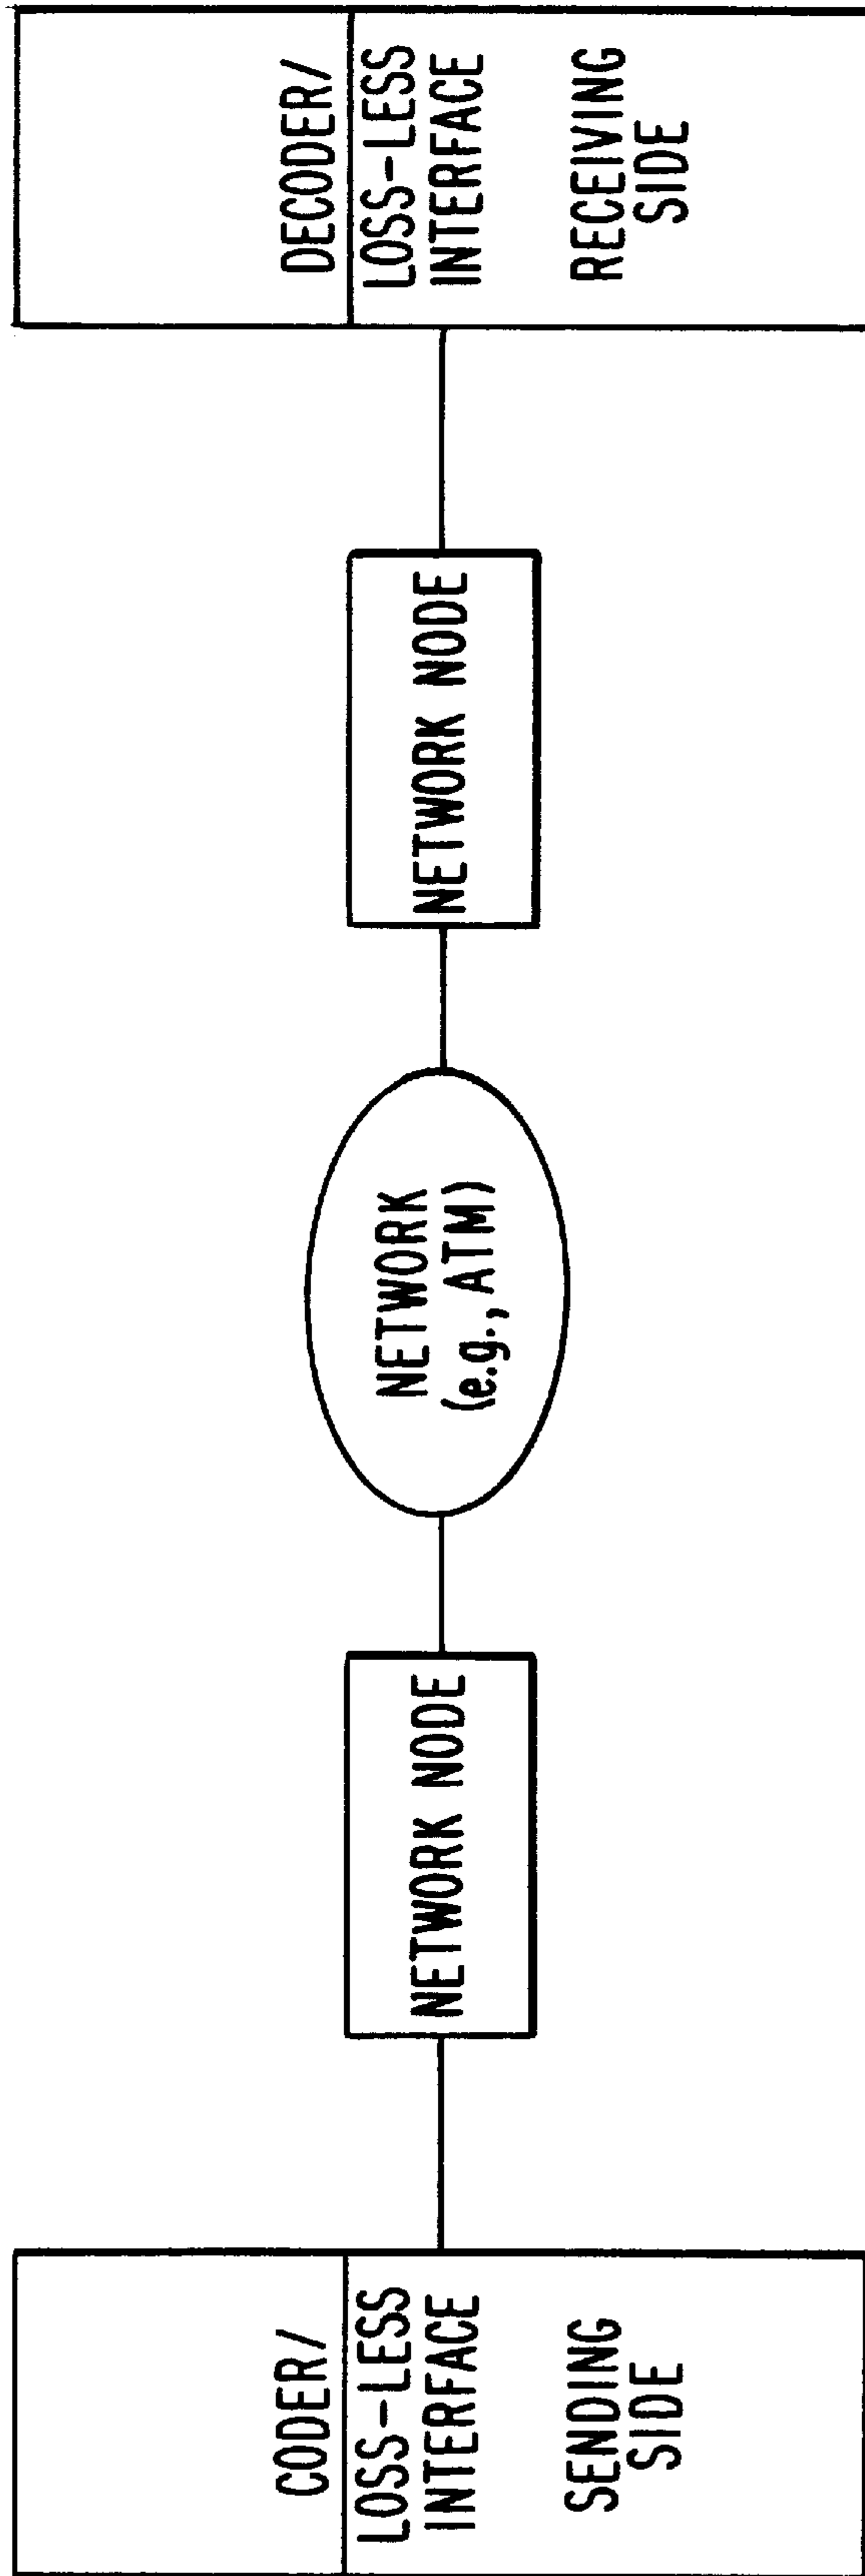 CODER/
LOSS-LESS
INTERFACE
SENDING
SIDE
NETWORK NODE
NETWORK
(e.g., ATM)
NETWORK NODE
DECODER/
LOSS-LESS
INTERFACE
RECEIVING
SIDE